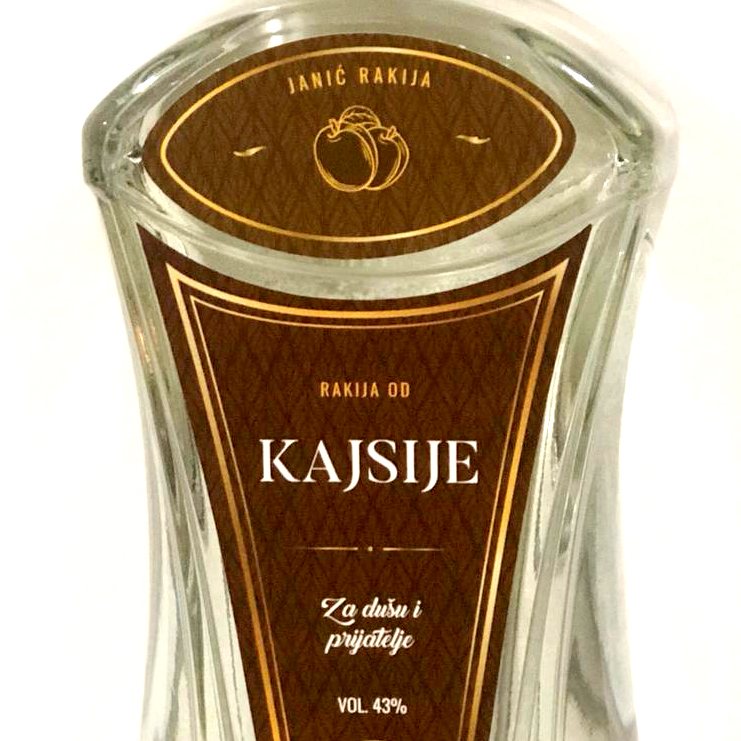 JANIĆ RAKIJA
RAKIJA OD
KAJSIJE
Za dušu i
prijatelje
VOL. 43%